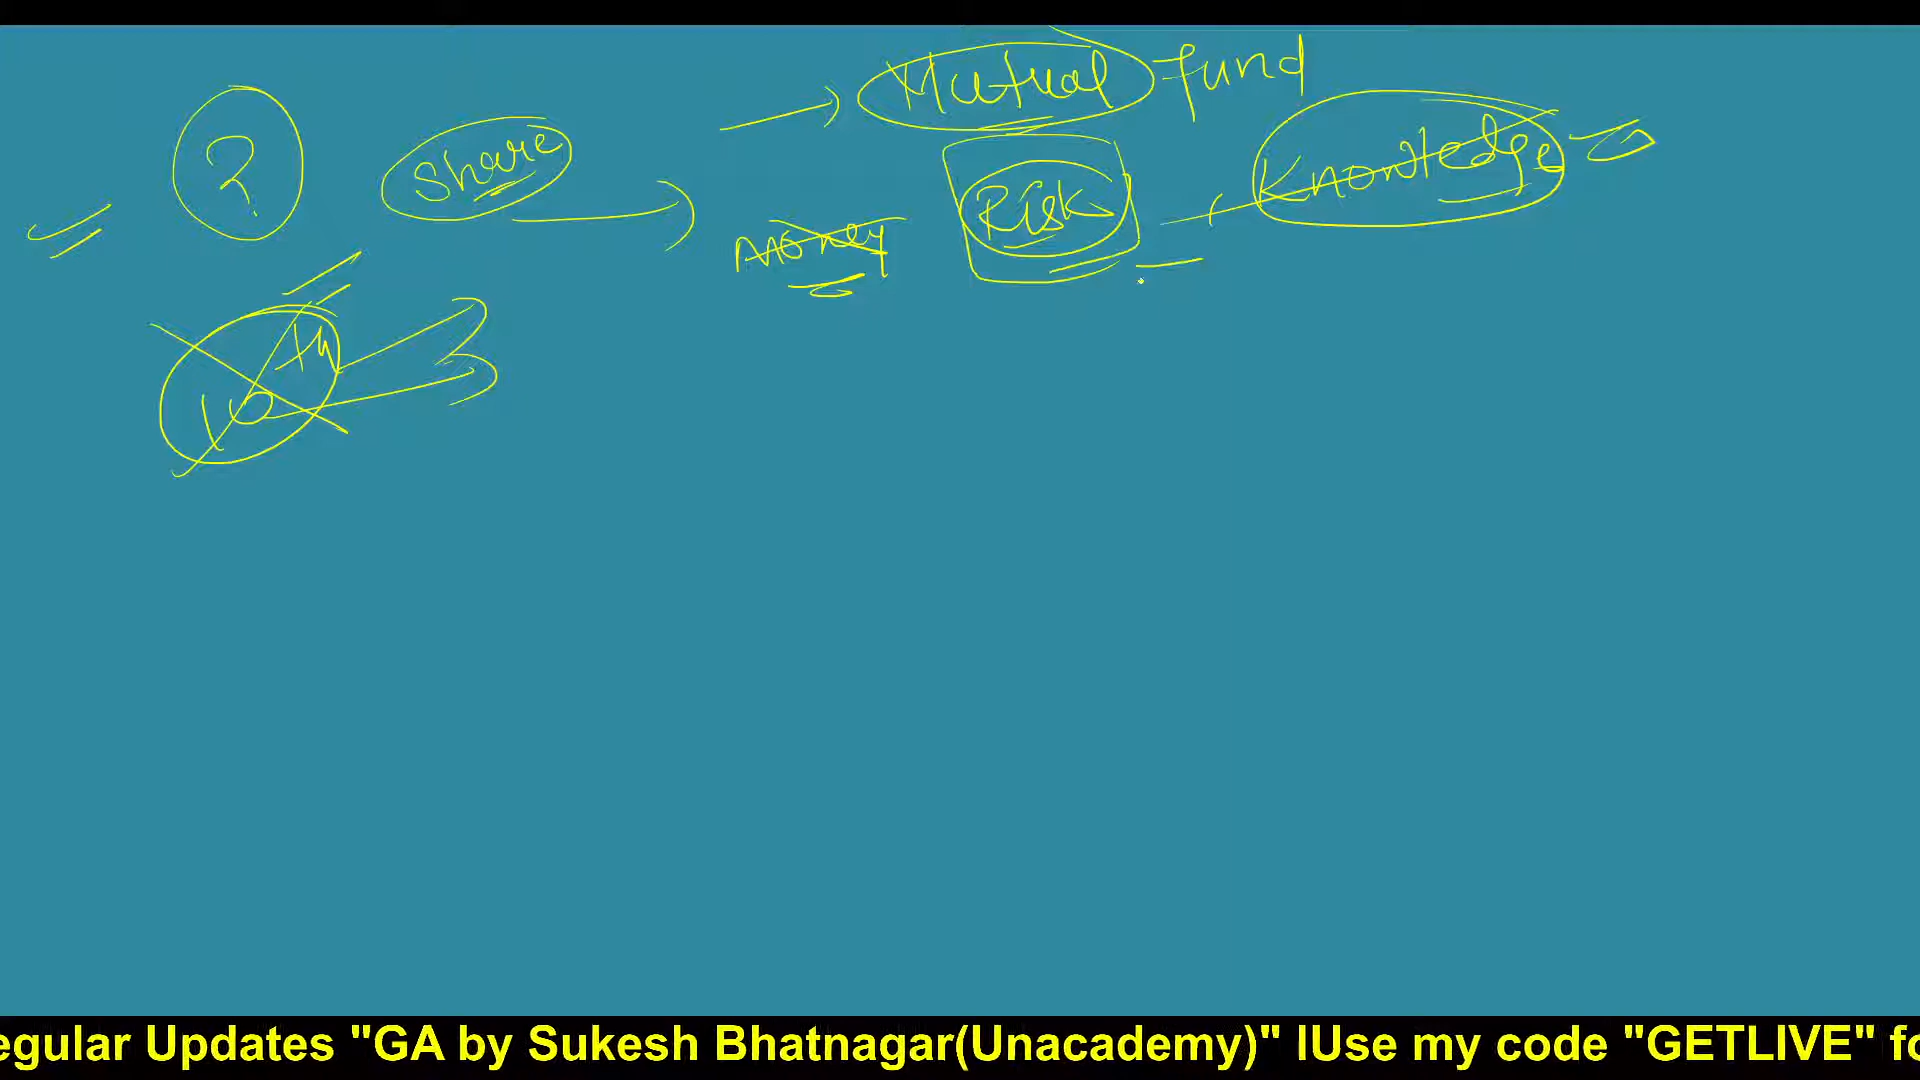 Mutual fund
?
Share
Knowledge
Risk
Money
egular Updates "GA by Sukesh Bhatnagar(Unacademy)" lUse my code "GETLIVE" fo